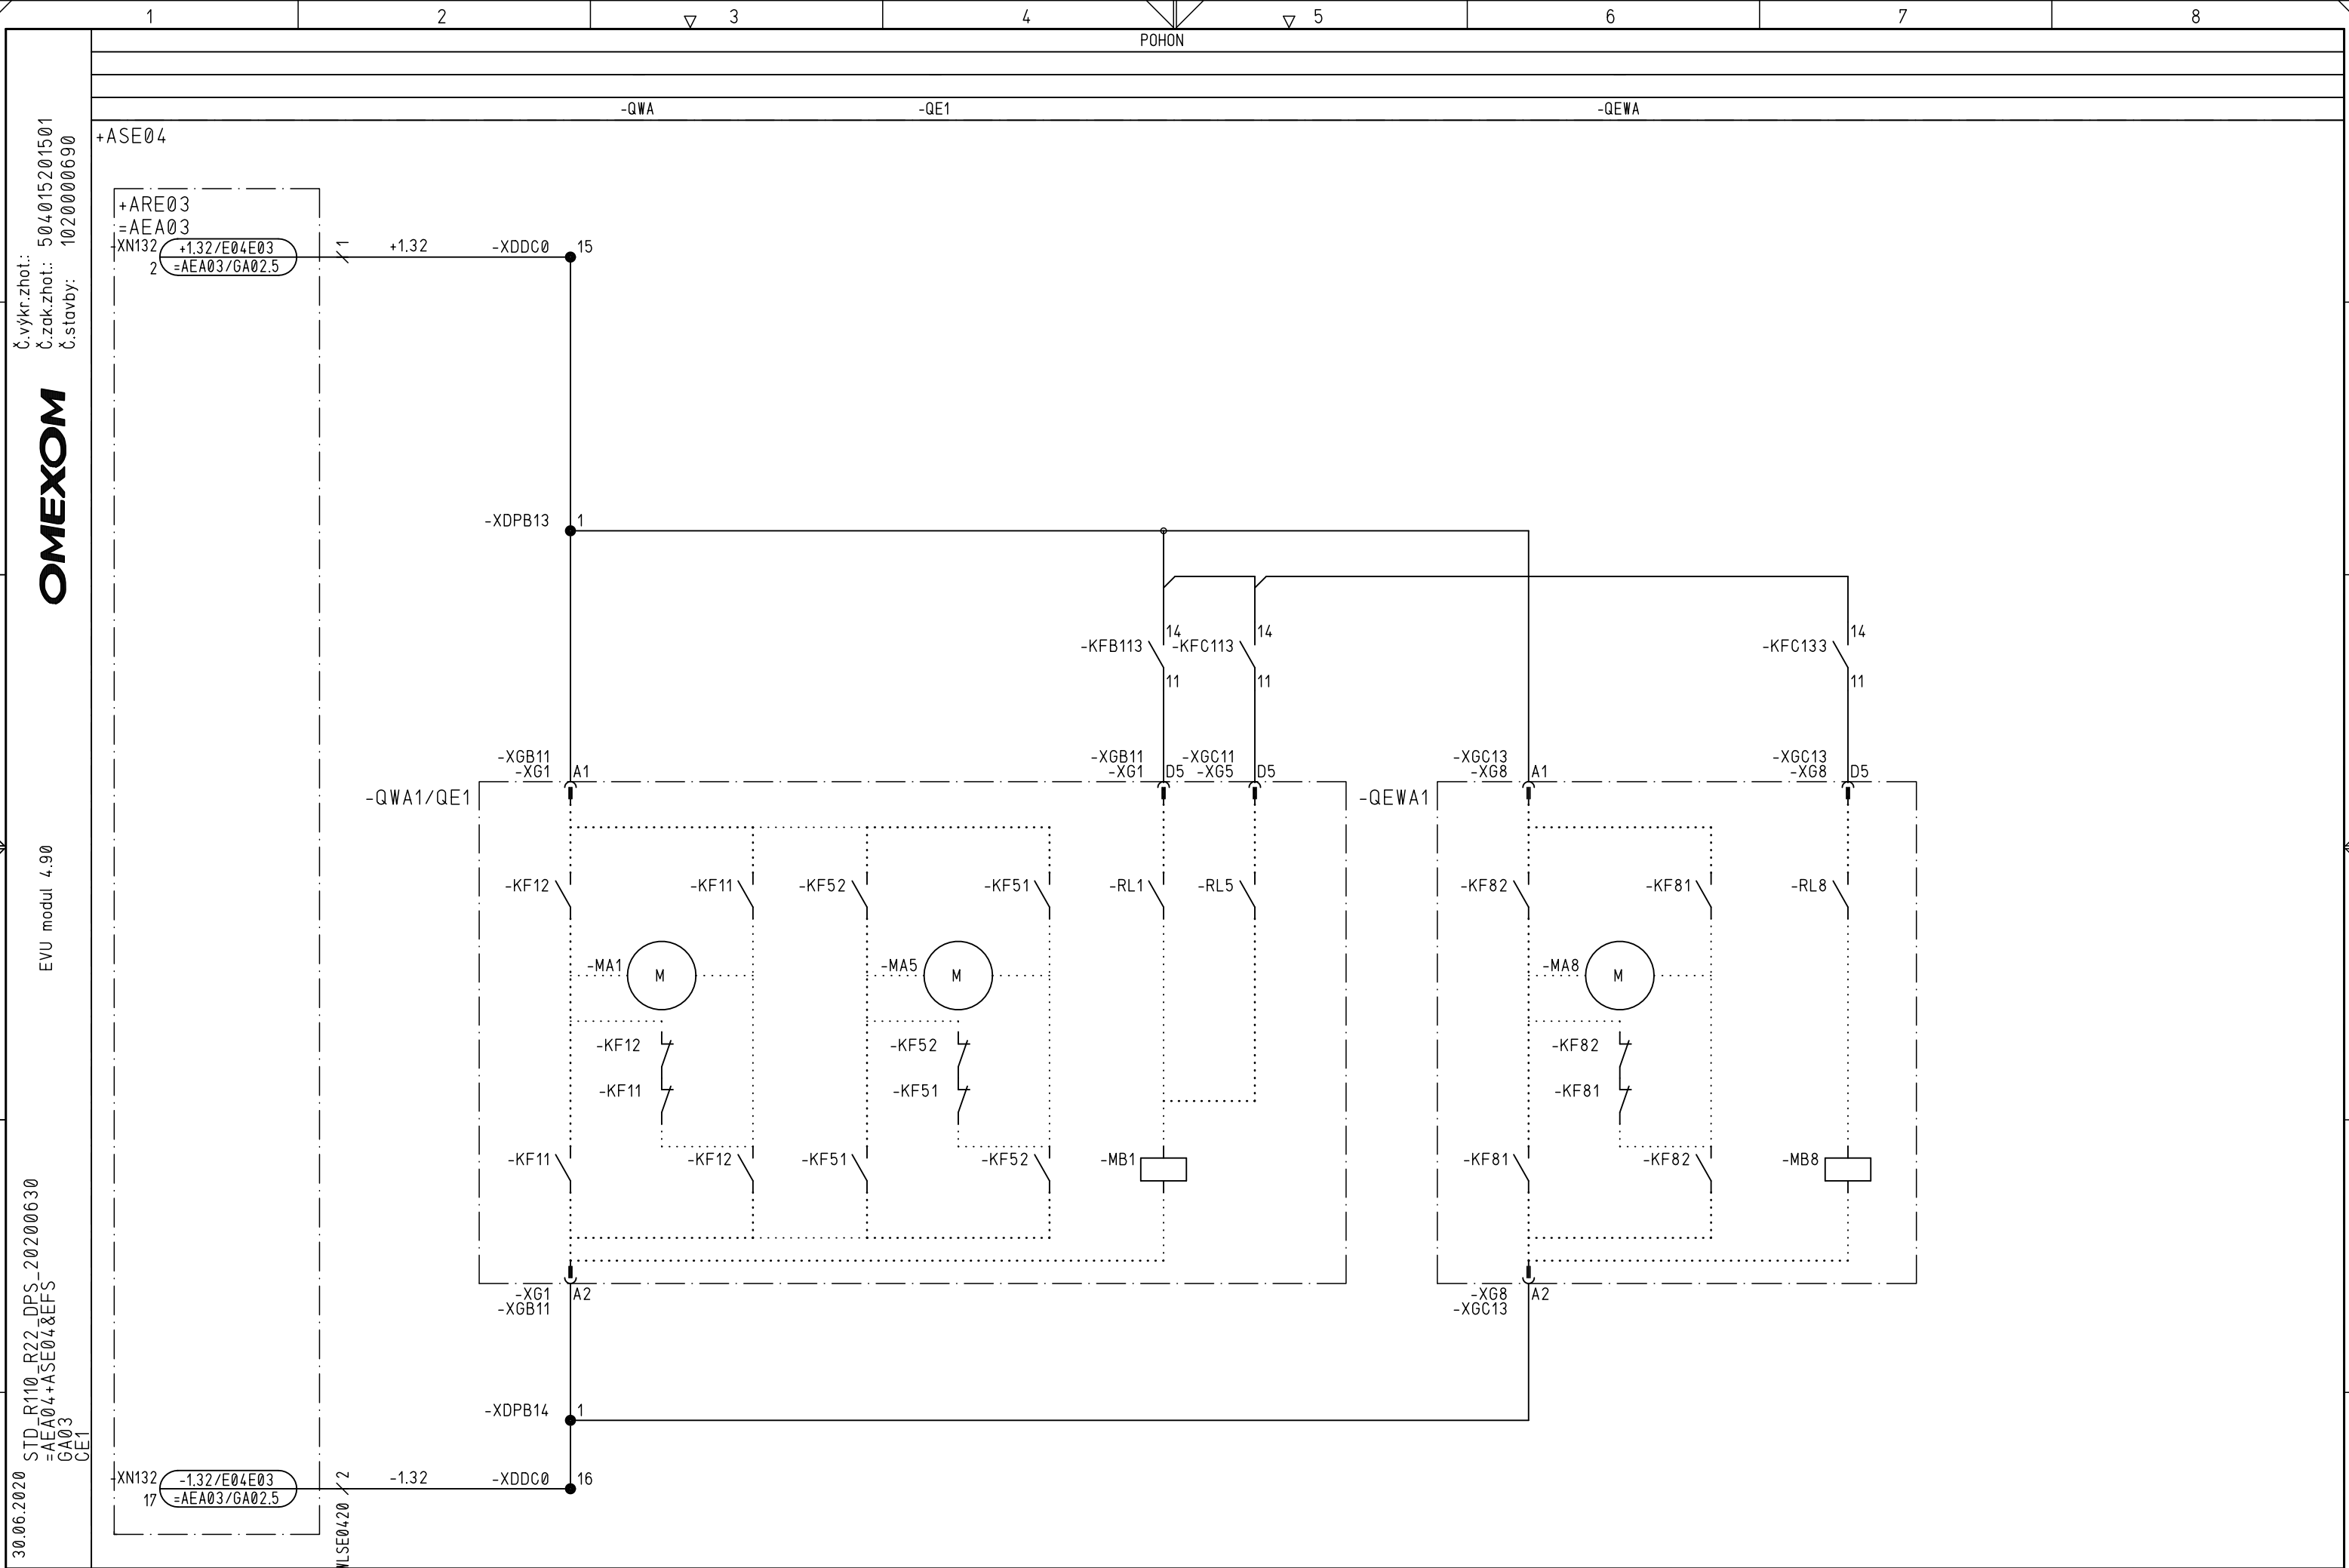 1 2 3 4 5 6 7 8
POHON
-QWA -QE1 -QEWA
+ASE04
Č.výkr.zhot.:
Č.zak.zhot.: 504015201501
Č.stavby: 102000000690
OMEXOM
EVU modul 4.90
STD_R110_R22_DPS_20200630
=AEA04+ASE04&EFS
GA03
CE1
30.06.2020
+ARE03
=AEA03
-XN132 +1.32/E04E03
2 =AEA03/GA02.5
1 +1.32 -XDDC0 15
-XDPB13 1
14 14 14
-KFB113 -KFC113 -KFC133
11 11 11
-XGB11 -XGB11 -XGC11 -XGC13 -XGC13
-XG1 A1 -XG1 D5 -XG5 D5 -XG8 A1 -XG8 D5
-QWA1/QE1 -QEWA1
-KF12 -KF11 -KF52 -KF51 -RL1 -RL5 -KF82 -KF81 -RL8
-MA1 M -MA5 M -MA8 M
-KF12 -KF52 -KF82
-KF11 -KF51 -KF81
-KF11 -KF12 -KF51 -KF52 -MB1 -KF81 -KF82 -MB8
-XG1 A2 -XG8 A2
-XGB11 -XGC13
-XDPB14 1
-XN132 -1.32/E04E03
17 =AEA03/GA02.5
2 -1.32 -XDDC0 16
WLSE0420